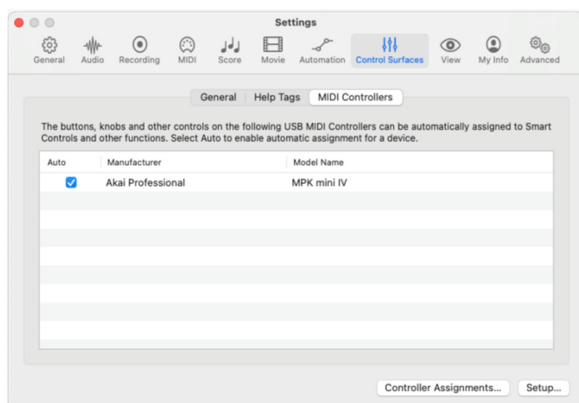 Settings
General Audio Recording MIDI Score Movie Automation Control Surfaces View My Info Advanced
General Help Tags MIDI Controllers
The buttons, knobs and other controls on the following USB MIDI Controllers can be automatically assigned to Smart
Controls and other functions. Select Auto to enable automatic assignment for a device.
Auto Manufacturer Model Name
Akai Professional MPK mini IV
Controller Assignments... Setup...